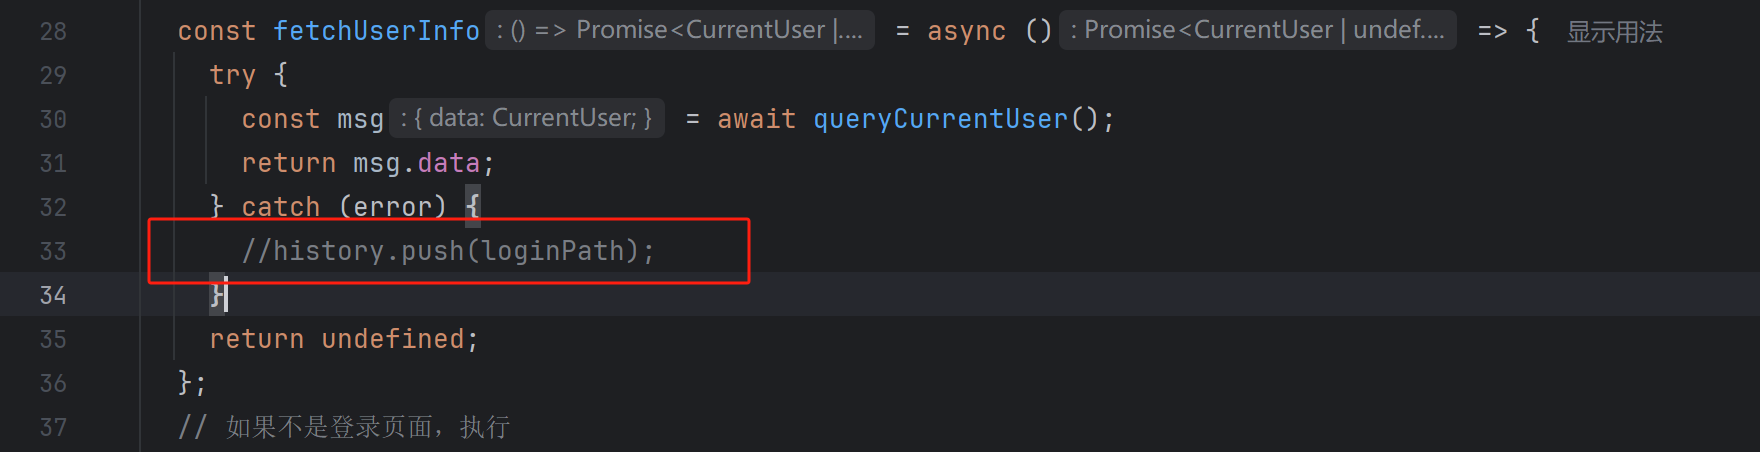 28 const fetchUserInfo : () => Promise<CurrentUser |.... = async () : Promise<CurrentUser | undef.... => { 显示用法
29 try {
30 const msg : { data: CurrentUser; } = await queryCurrentUser();
31 return msg.data;
32 } catch (error) {
33 //history.push(loginPath);
34 }
35 return undefined;
36 };
37 // 如果不是登录页面，执行